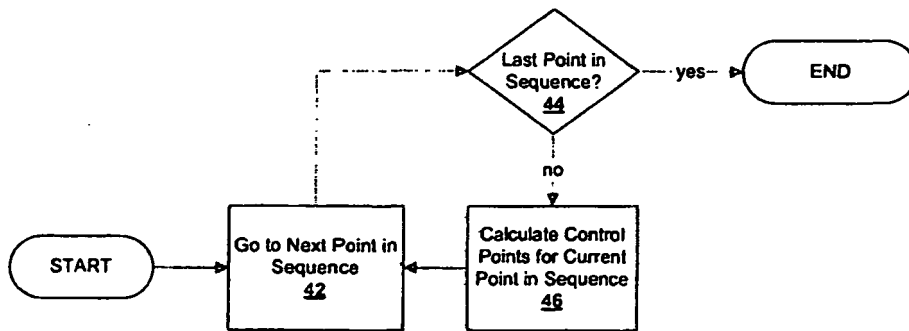 Last Point in
Sequence?
44
yes
END
no
START
Go to Next Point in
Sequence
42
Calculate Control
Points for Current
Point in Sequence
46